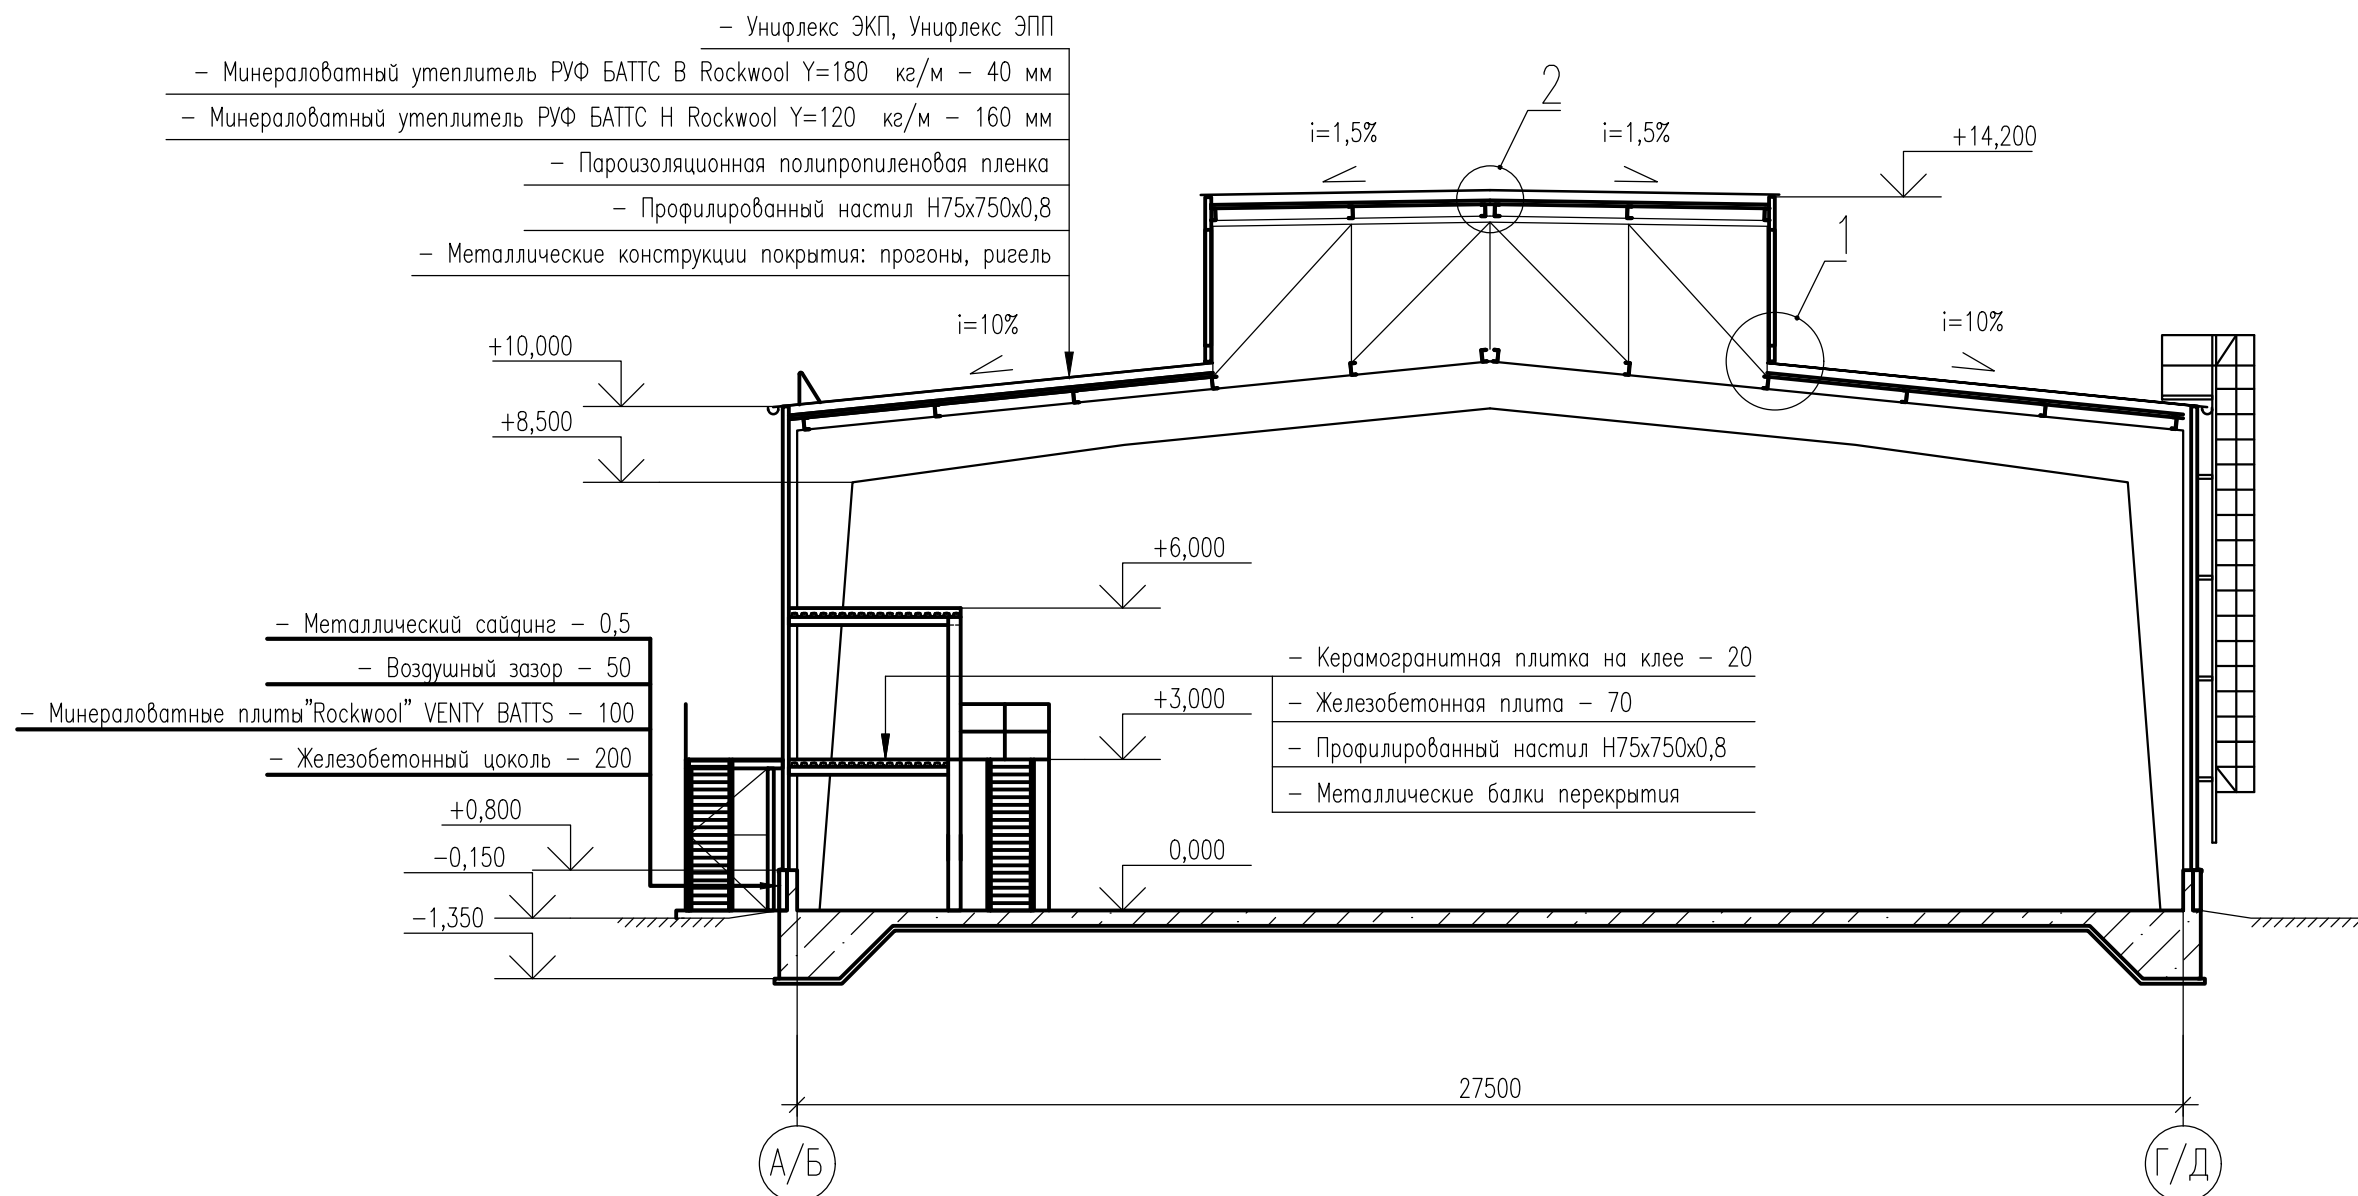 – Унифлекс ЭКП, Унифлекс ЭПП
– Минераловатный утеплитель РУФ БАТТС В Rockwool Y=180 кг/м – 40 мм
– Минераловатный утеплитель РУФ БАТТС Н Rockwool Y=120 кг/м – 160 мм
– Пароизоляционная полипропиленовая пленка
– Профилированный настил Н75х750х0,8
– Металлические конструкции покрытия: прогоны, ригель
2
i=1,5%
i=1,5%
+14,200
1
i=10%
i=10%
+10,000
+8,500
+6,000
– Металлический сайдинг – 0,5
– Воздушный зазор – 50
– Минераловатные плиты"Rockwool" VENTY BATTS – 100
– Железобетонный цоколь – 200
– Керамогранитная плитка на клее – 20
– Железобетонная плита – 70
– Профилированный настил Н75х750х0,8
– Металлические балки перекрытия
+3,000
+0,800
–0,150
0,000
–1,350
27500
А/Б
Г/Д